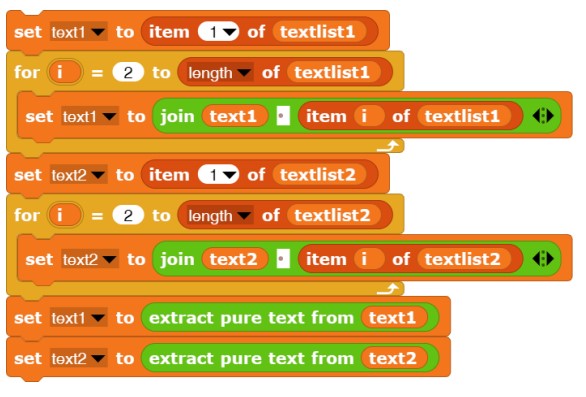 set text1 to item 1 of textlist1
for i = 2 to length of textlist1
set text1 to join text1 item i of textlist1
set text2 to item 1 of textlist2
for i = 2 to length of textlist2
set text2 to join text2 item i of textlist2
set text1 to extract pure text from text1
set text2 to extract pure text from text2